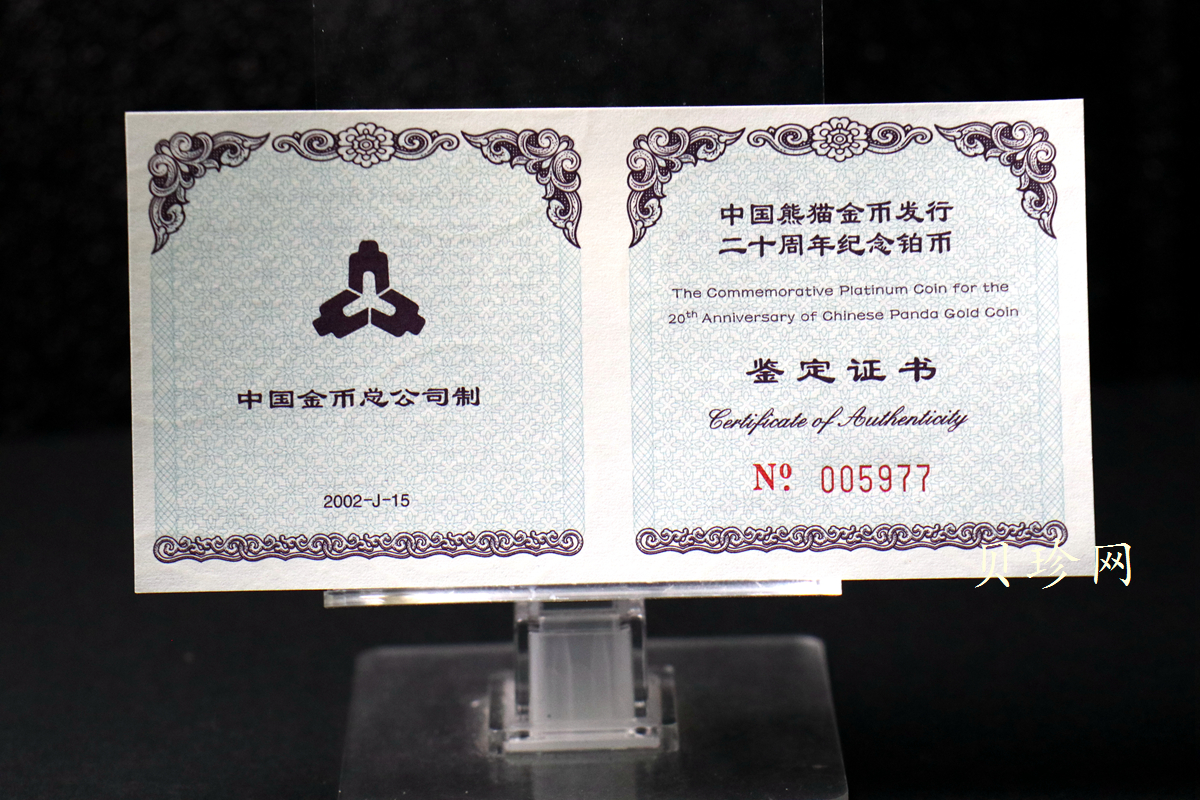 中国金币总公司制
2002-J-15
中国熊猫金币发行
二十周年纪念铂币
The Commemorative Platinum Coin for the
20th Anniversary of Chinese Panda Gold Coin
鉴定证书
Certificate of Authenticity
Nº 005977
贝珍网